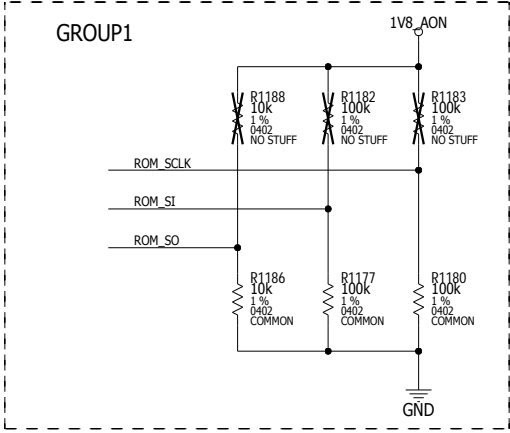 GROUP1
1V8_AON
R1188
10k
1 %
0402
NO STUFF
R1182
100k
1 %
0402
NO STUFF
R1183
100k
1 %
0402
NO STUFF
ROM_SCLK
ROM_SI
ROM_SO
R1186
10k
1 %
0402
COMMON
R1177
100k
1 %
0402
COMMON
R1180
100k
1 %
0402
COMMON
GND